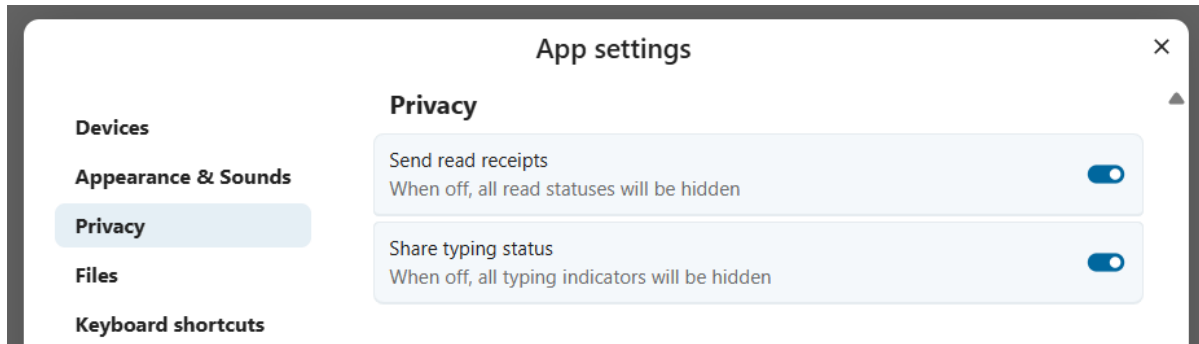 App settings
Devices
Appearance & Sounds
Privacy
Files
Keyboard shortcuts
Privacy
Send read receipts
When off, all read statuses will be hidden
Share typing status
When off, all typing indicators will be hidden